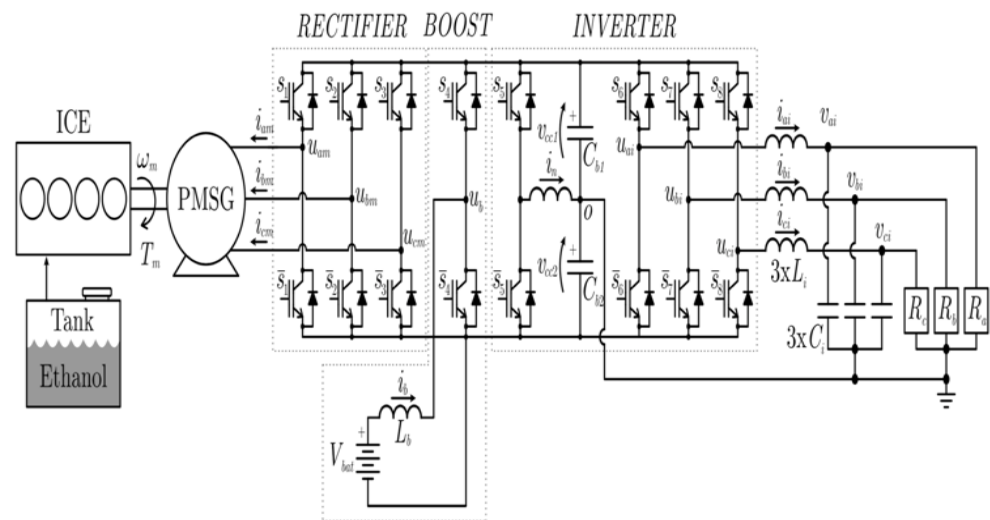 RECTIFIER BOOST INVERTER
ICE
ω_m
T_m
PMSG
Tank
Ethanol
i_am
i_bm
i_cm
s_1
s_2
s_3
s_4
s_5
s_6
s_7
s_8
u_am
u_bm
u_cm
u_b
s̅_1
s̅_2
s̅_3
s̅_4
s̅_5
s̅_6
s̅_7
s̅_8
v_cc1
+
C_b1
i_n
o
v_cc2
+
C_b2
u_ai
u_bi
u_ci
i_ai
i_bi
i_ci
3xL_i
v_ai
v_bi
v_ci
3xC_i
R_c
R_b
R_a
i_b
L_b
+
V_bat